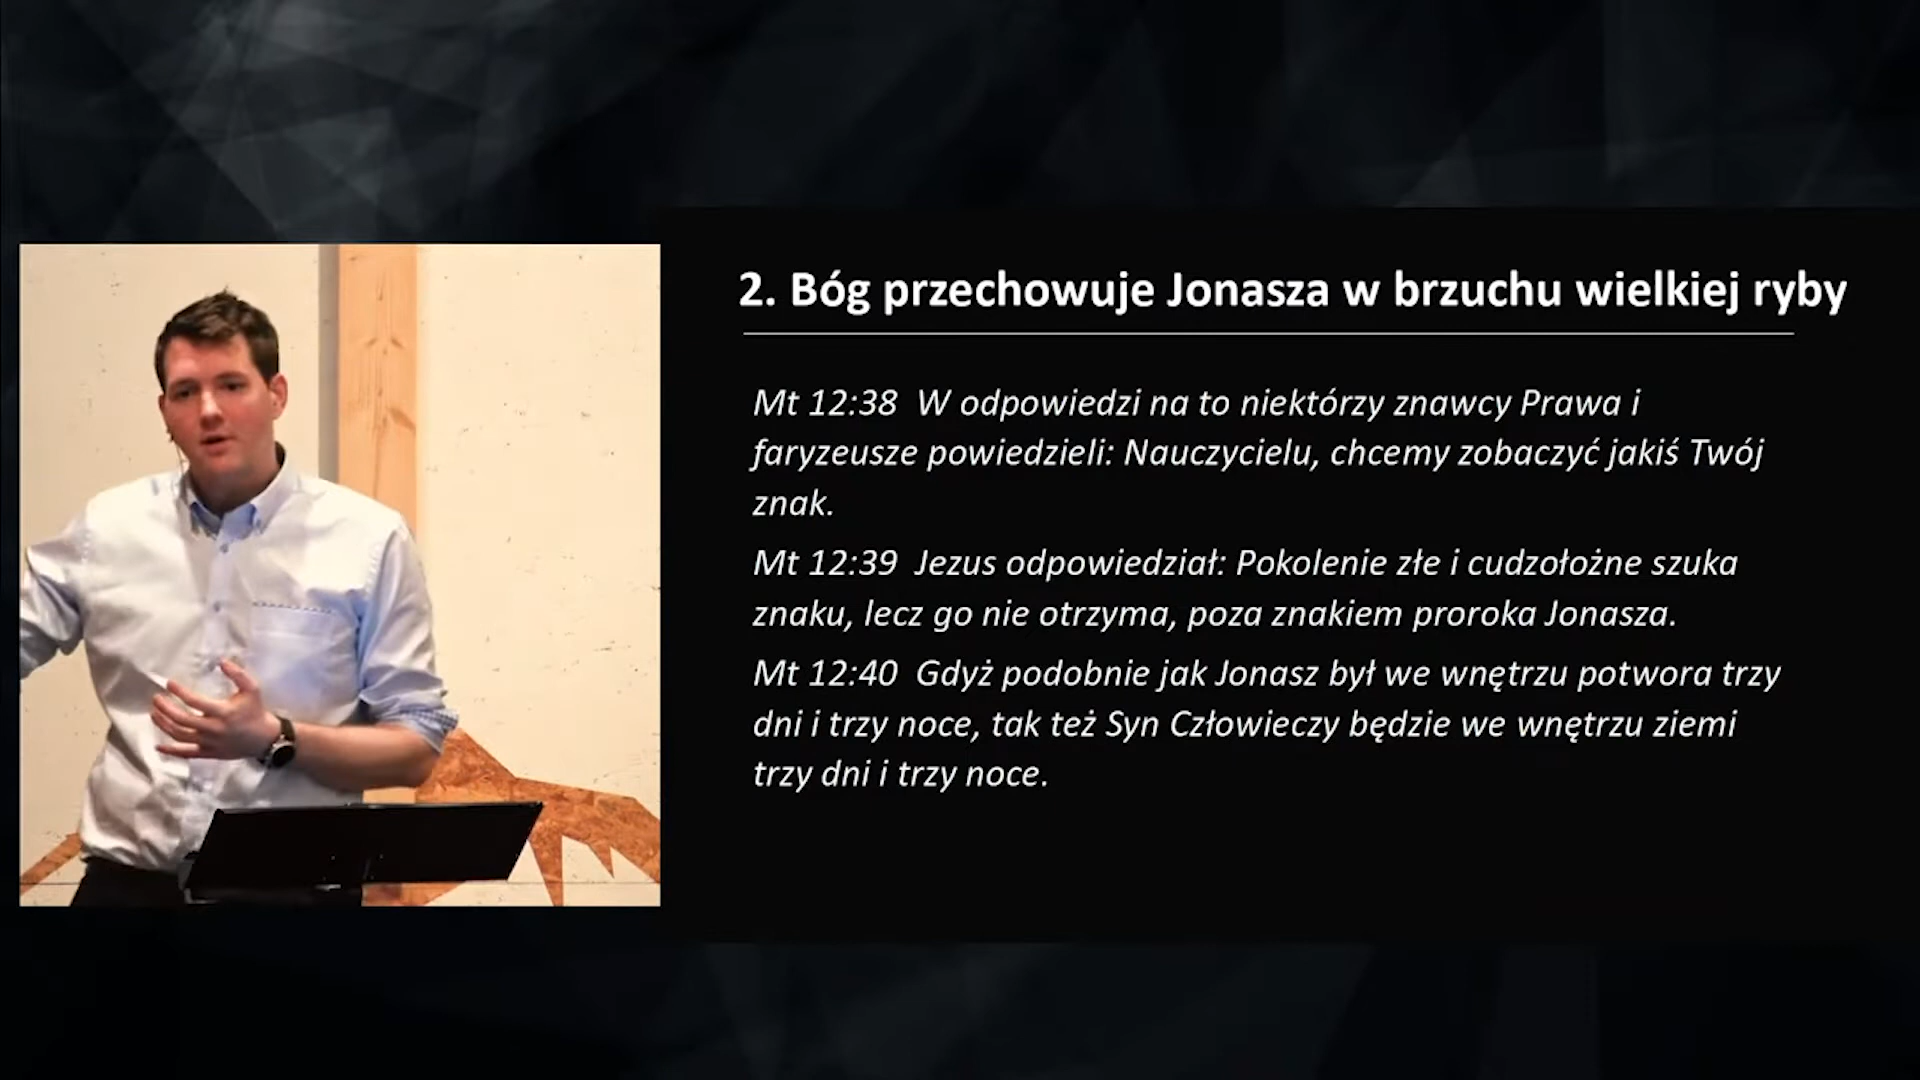 2. Bóg przechowuje Jonasza w brzuchu wielkiej ryby
Mt 12:38 W odpowiedzi na to niektórzy znawcy Prawa i
faryzeusze powiedzieli: Nauczycielu, chcemy zobaczyć jakiś Twój
znak.
Mt 12:39 Jezus odpowiedział: Pokolenie złe i cudzołożne szuka
znaku, lecz go nie otrzyma, poza znakiem proroka Jonasza.
Mt 12:40 Gdyż podobnie jak Jonasz był we wnętrzu potwora trzy
dni i trzy noce, tak też Syn Człowieczy będzie we wnętrzu ziemi
trzy dni i trzy noce.